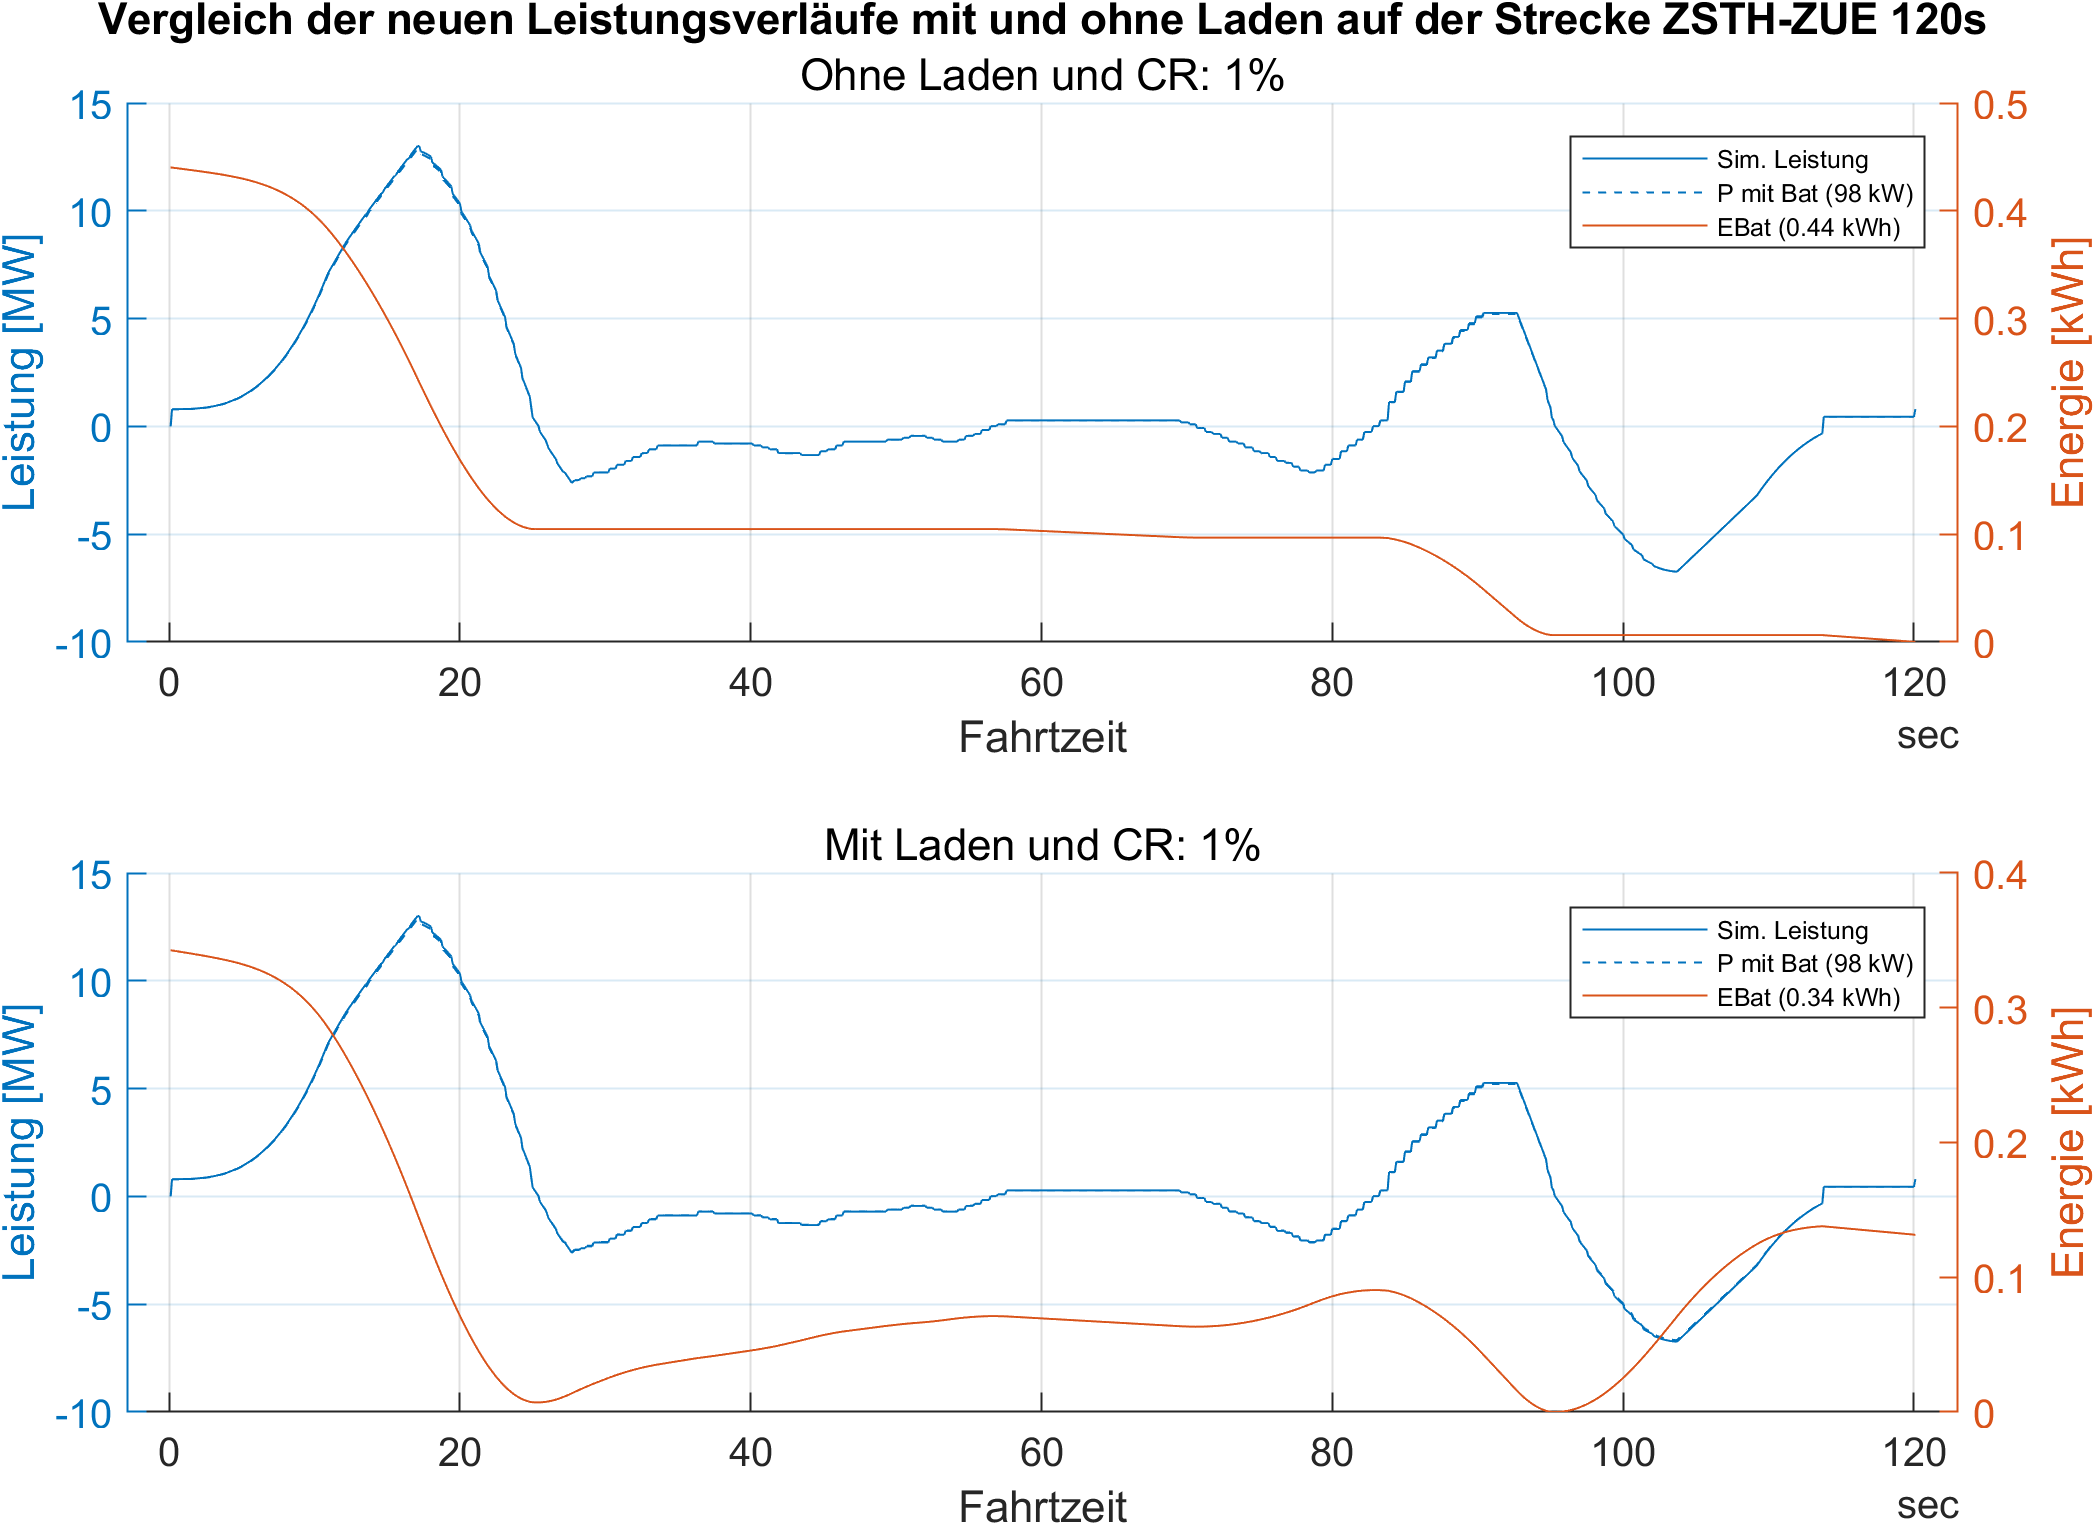 Vergleich der neuen Leistungsverläufe mit und ohne Laden auf der Strecke ZSTH-ZUE 120s
Ohne Laden und CR: 1%
15
10
5
0
-5
-10
Leistung [MW]
0.5
0.4
0.3
0.2
0.1
0
Energie [kWh]
Sim. Leistung
P mit Bat (98 kW)
EBat (0.44 kWh)
0 20 40 60 80 100 120
Fahrtzeit
sec
Mit Laden und CR: 1%
15
10
5
0
-5
-10
Leistung [MW]
0.4
0.3
0.2
0.1
0
Energie [kWh]
Sim. Leistung
P mit Bat (98 kW)
EBat (0.34 kWh)
0 20 40 60 80 100 120
Fahrtzeit
sec